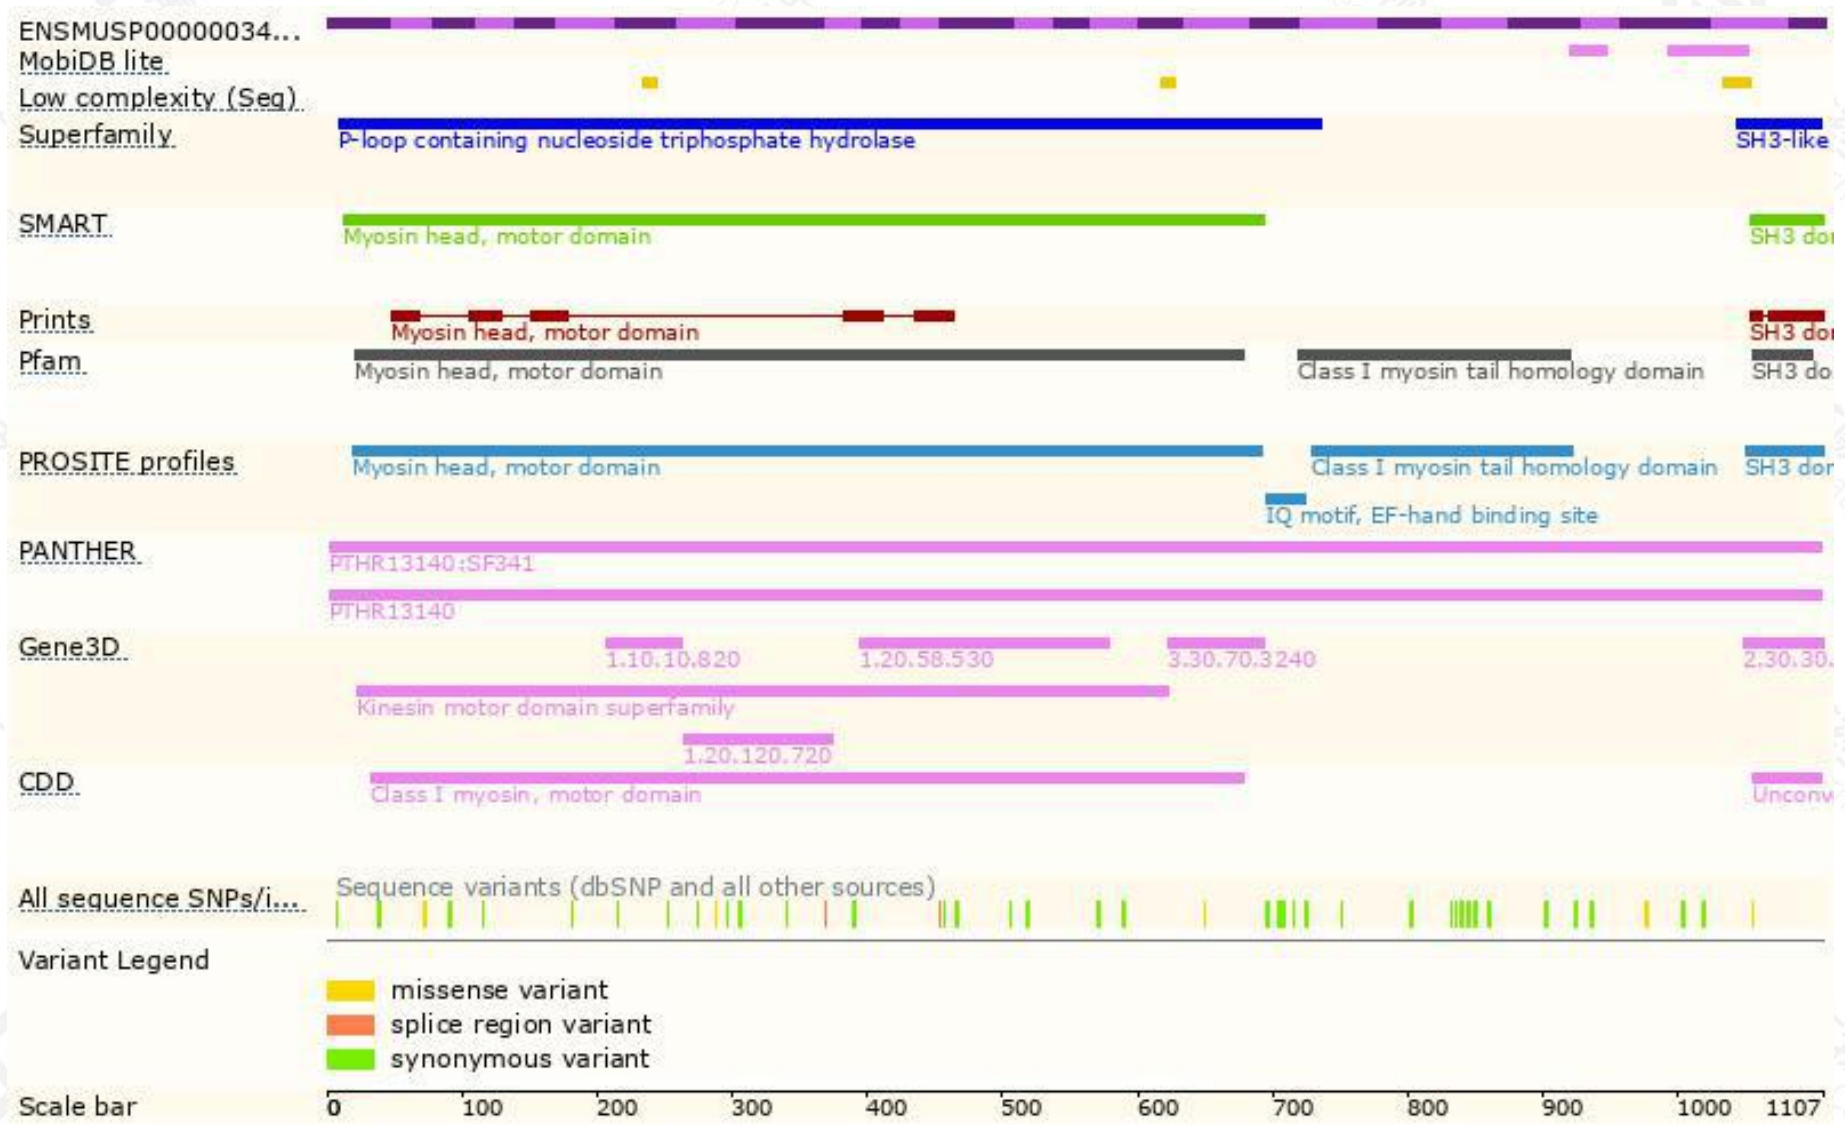 ENSMUSP00000034...
MobiDB lite
Low complexity (Seg)
Superfamily
P-loop containing nucleoside triphosphate hydrolase
SH3-like
SMART
Myosin head, motor domain
SH3 do
Prints
Myosin head, motor domain
SH3 do
Pfam
Myosin head, motor domain
Class I myosin tail homology domain
SH3 do
PROSITE profiles
Myosin head, motor domain
Class I myosin tail homology domain
SH3 dor
IQ motif, EF-hand binding site
PANTHER
PTHR13140:SF341
PTHR13140
Gene3D
1.10.10.820
1.20.58.530
3.30.70.3240
2.30.30.
Kinesin motor domain superfamily
1.20.120.720
CDD
Class I myosin, motor domain
Unconv
All sequence SNPs/i...
Sequence variants (dbSNP and all other sources)
Variant Legend
missense variant
splice region variant
synonymous variant
Scale bar
0 100 200 300 400 500 600 700 800 900 1000 1107